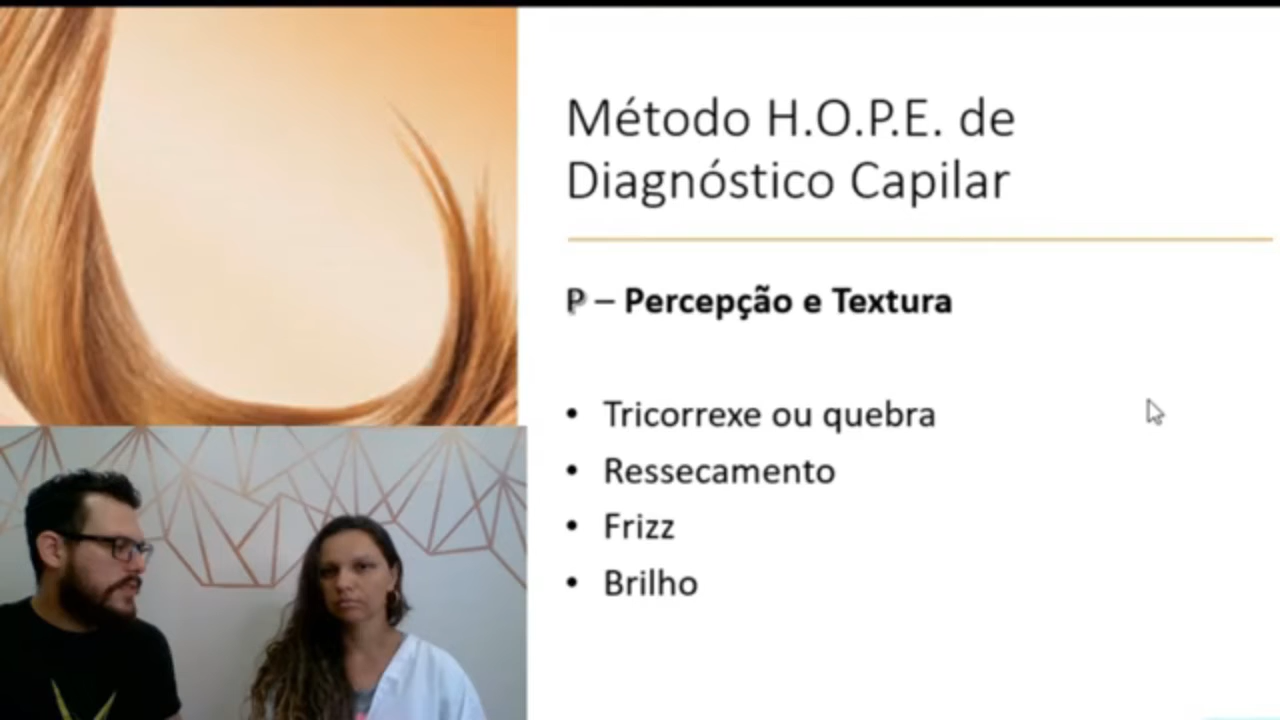 Método H.O.P.E. de
Diagnóstico Capilar
P – Percepção e Textura
• Tricorrexe ou quebra
• Ressecamento
• Frizz
• Brilho